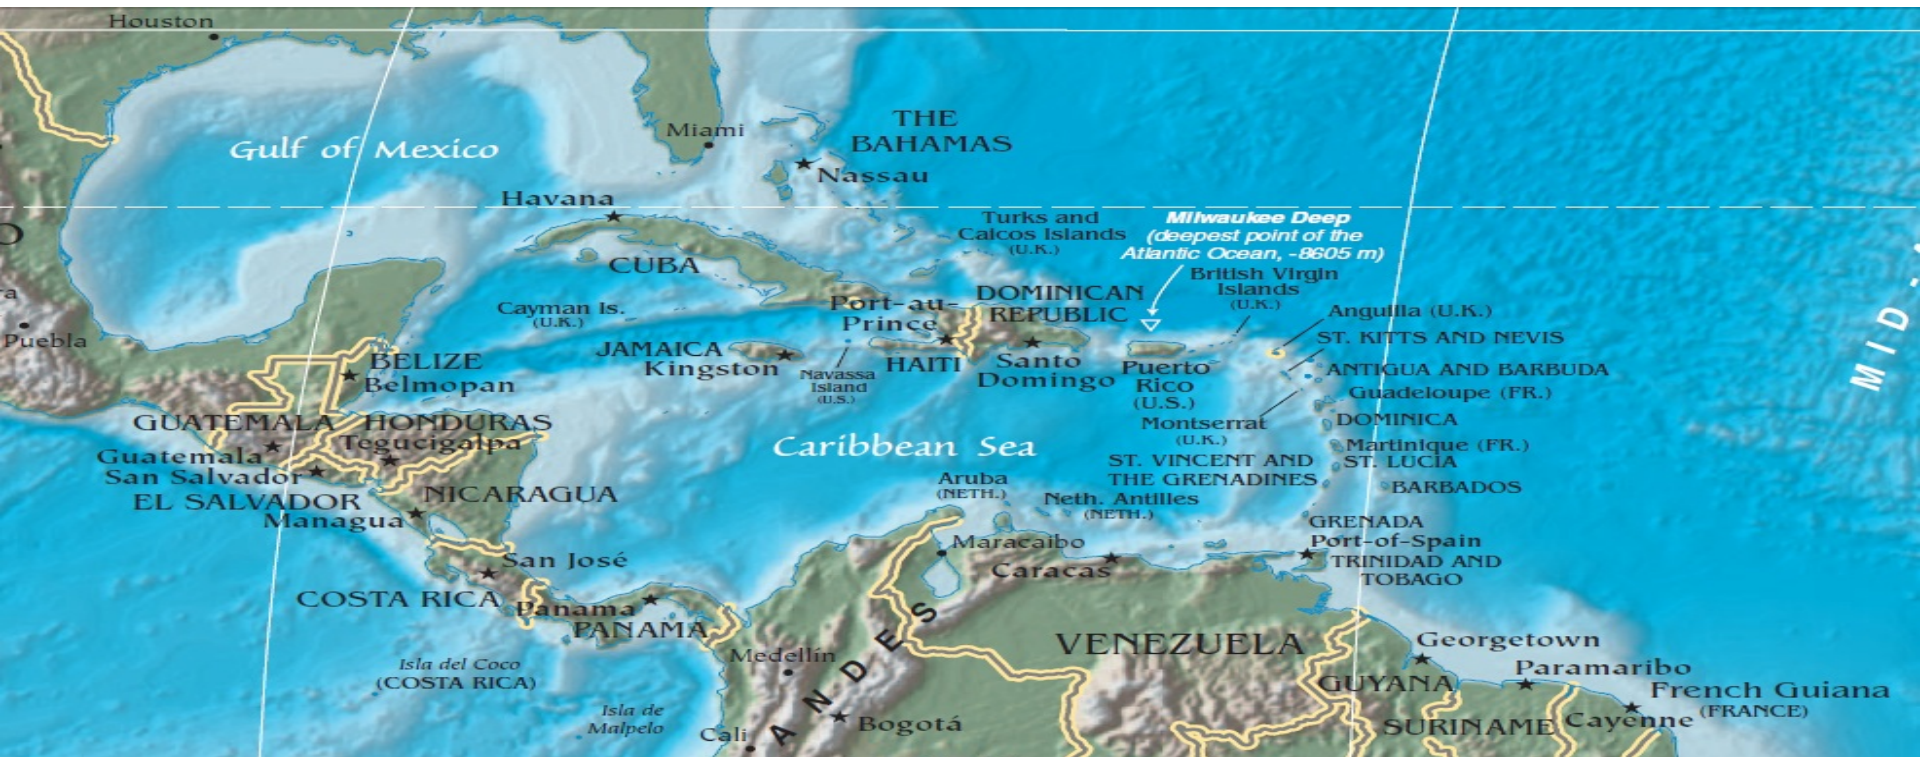 Houston
Gulf of Mexico
Miami
THE
BAHAMAS
Nassau
Havana
CUBA
Turks and
Caicos Islands
(U.K.)
Milwaukee Deep
(deepest point of the
Atlantic Ocean, -8605 m)
British Virgin
Islands
(U.K.)
MID-
Puebla
Cayman Is.
(U.K.)
Port-au-
Prince
DOMINICAN
REPUBLIC
Anguilla (U.K.)
ST. KITTS AND NEVIS
JAMAICA
Kingston
Navassa
Island
(U.S.)
HAITI
Santo
Domingo
Puerto
Rico
(U.S.)
ANTIGUA AND BARBUDA
Guadeloupe (FR.)
Montserrat
(U.K.)
DOMINICA
Martinique (FR.)
ST. LUCIA
BELIZE
Belmopan
GUATEMALA
HONDURAS
Tegucigalpa
Guatemala
San Salvador
EL SALVADOR
NICARAGUA
Managua
Caribbean Sea
ST. VINCENT AND
THE GRENADINES
BARBADOS
Aruba
(NETH.)
Neth. Antilles
(NETH.)
GRENADA
Port-of-Spain
TRINIDAD AND
TOBAGO
Maracaibo
Caracas
San José
COSTA RICA
Panama
PANAMA
Isla del Coco
(COSTA RICA)
Isla de
Malpelo
Medellín
ANDES
Cali
Bogotá
VENEZUELA
Georgetown
GUYANA
Paramaribo
SURINAME
French Guiana
(FRANCE)
Cayenne